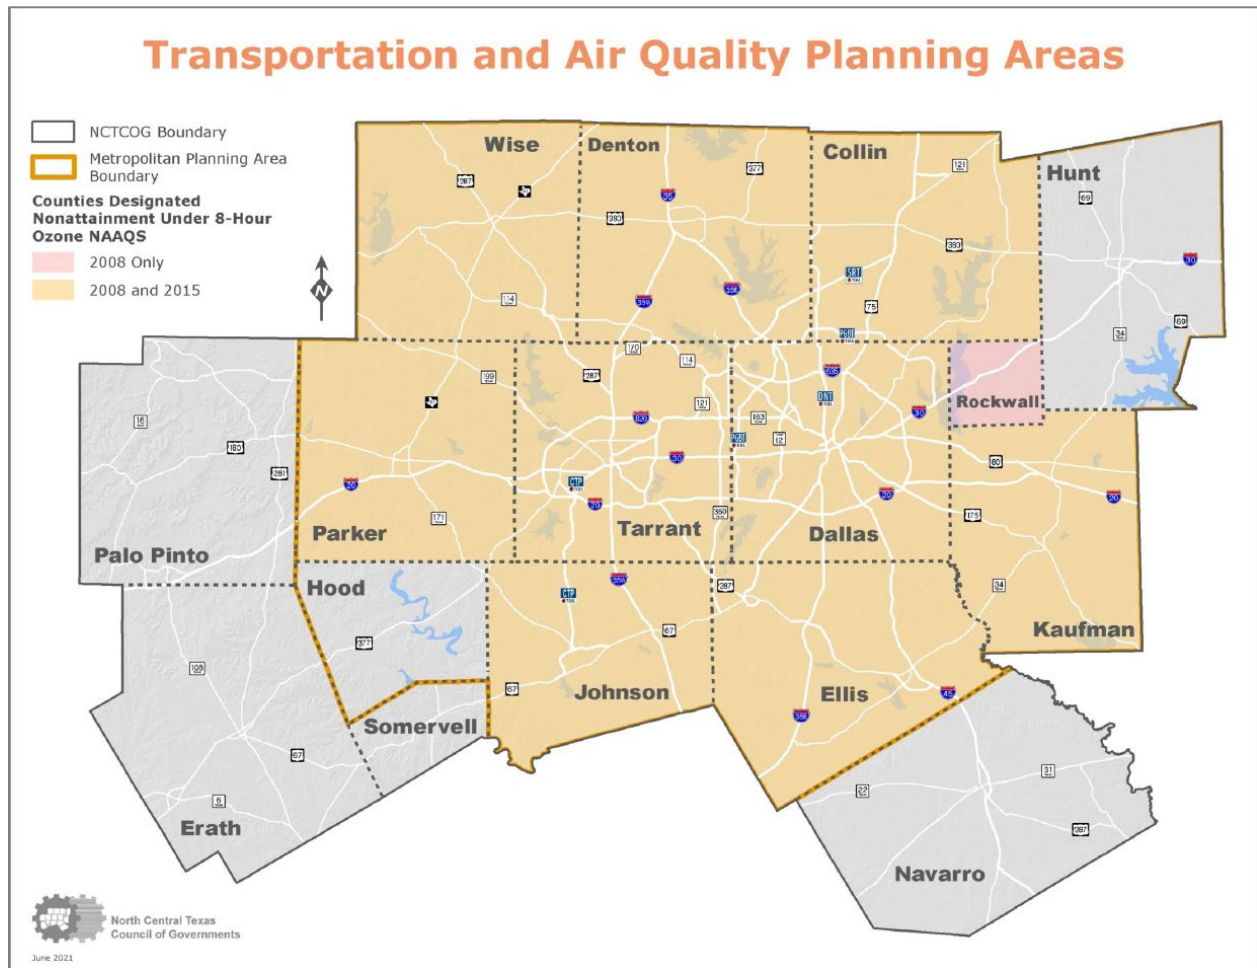 Transportation and Air Quality Planning Areas
NCTCOG Boundary
Metropolitan Planning Area
Boundary
Counties Designated
Nonattainment Under 8-Hour
Ozone NAAQS
2008 Only
2008 and 2015
N
Wise
Denton
Collin
Hunt
287
377
121
69
35
380
380
30
SRT
35E
114
35W
75
34
69
PGBT
170
114
199
287
635
Rockwall
121
DNT
820
183
30
16
180
PGBT
12
281
30
80
20
CTP
20
20
20
171
360
175
Palo Pinto
Parker
Tarrant
Dallas
Hood
35W
287
34
CTP
377
67
Kaufman
108
67
Johnson
Ellis
45
35E
Somervell
67
31
22
6
Erath
287
Navarro
North Central Texas
Council of Governments
June 2021